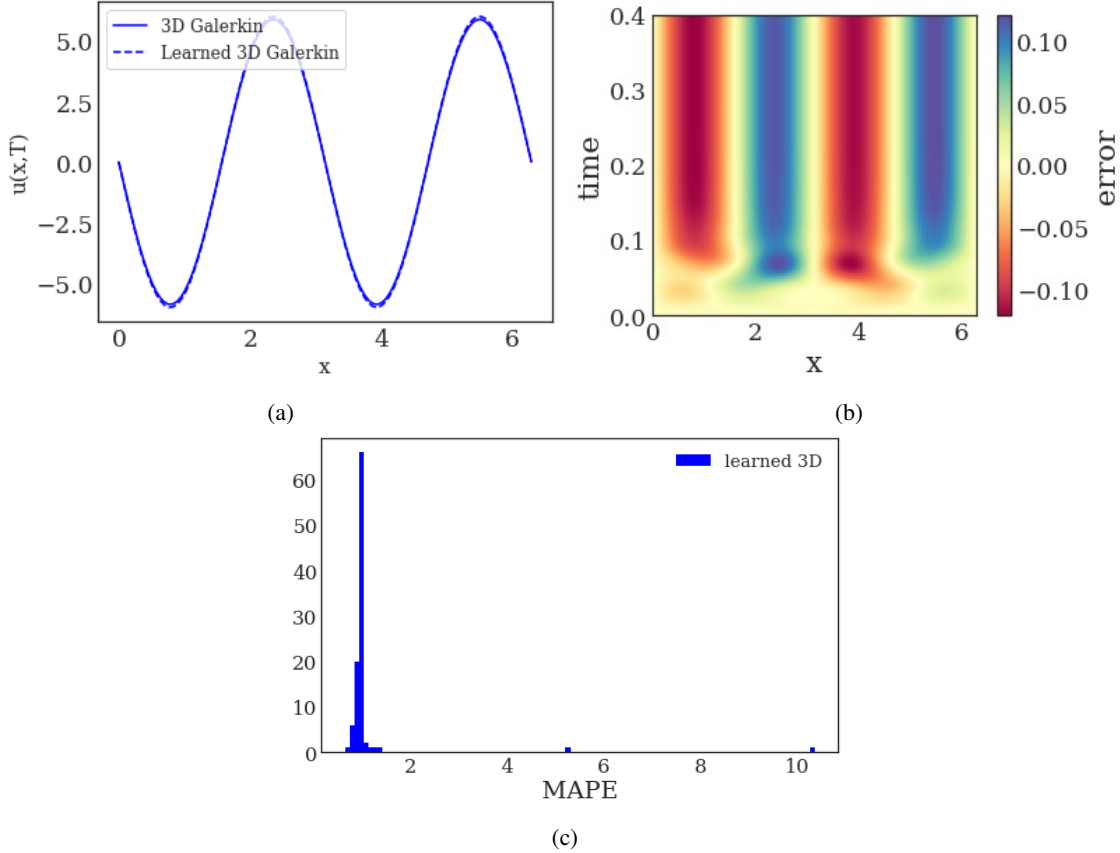 5.0
2.5
0.0
−2.5
−5.0
u(x,T)
3D Galerkin
Learned 3D Galerkin
0 2 4 6
x
(a)
0.4
0.3
0.2
0.1
0.0
time
0 2 4 6
x
0.10
0.05
0.00
−0.05
−0.10
error
(b)
60
50
40
30
20
10
0
learned 3D
2 4 6 8 10
MAPE
(c)